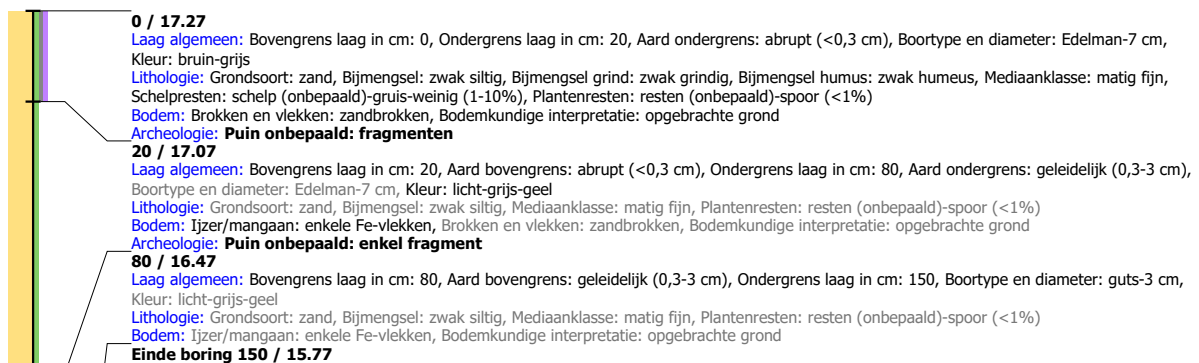 0 / 17.27
Laag algemeen: Bovengrens laag in cm: 0, Ondergrens laag in cm: 20, Aard ondergrens: abrupt (<0,3 cm), Boortype en diameter: Edelman-7 cm,
Kleur: bruin-grijs
Lithologie: Grondsoort: zand, Bijmengsel: zwak siltig, Bijmengsel grind: zwak grindig, Bijmengsel humus: zwak humeus, Mediaanklasse: matig fijn,
Schelpresten: schelp (onbepaald)-gruis-weinig (1-10%), Plantenresten: resten (onbepaald)-spoor (<1%)
Bodem: Brokken en vlekken: zandbrokken, Bodemkundige interpretatie: opgebrachte grond
Archeologie: Puin onbepaald: fragmenten
20 / 17.07
Laag algemeen: Bovengrens laag in cm: 20, Aard bovengrens: abrupt (<0,3 cm), Ondergrens laag in cm: 80, Aard ondergrens: geleidelijk (0,3-3 cm),
Boortype en diameter: Edelman-7 cm, Kleur: licht-grijs-geel
Lithologie: Grondsoort: zand, Bijmengsel: zwak siltig, Mediaanklasse: matig fijn, Plantenresten: resten (onbepaald)-spoor (<1%)
Bodem: Ijzer/mangaan: enkele Fe-vlekken, Brokken en vlekken: zandbrokken, Bodemkundige interpretatie: opgebrachte grond
Archeologie: Puin onbepaald: enkel fragment
80 / 16.47
Laag algemeen: Bovengrens laag in cm: 80, Aard bovengrens: geleidelijk (0,3-3 cm), Ondergrens laag in cm: 150, Boortype en diameter: guts-3 cm,
Kleur: licht-grijs-geel
Lithologie: Grondsoort: zand, Bijmengsel: zwak siltig, Mediaanklasse: matig fijn, Plantenresten: resten (onbepaald)-spoor (<1%)
Bodem: Ijzer/mangaan: enkele Fe-vlekken, Bodemkundige interpretatie: opgebrachte grond
Einde boring 150 / 15.77